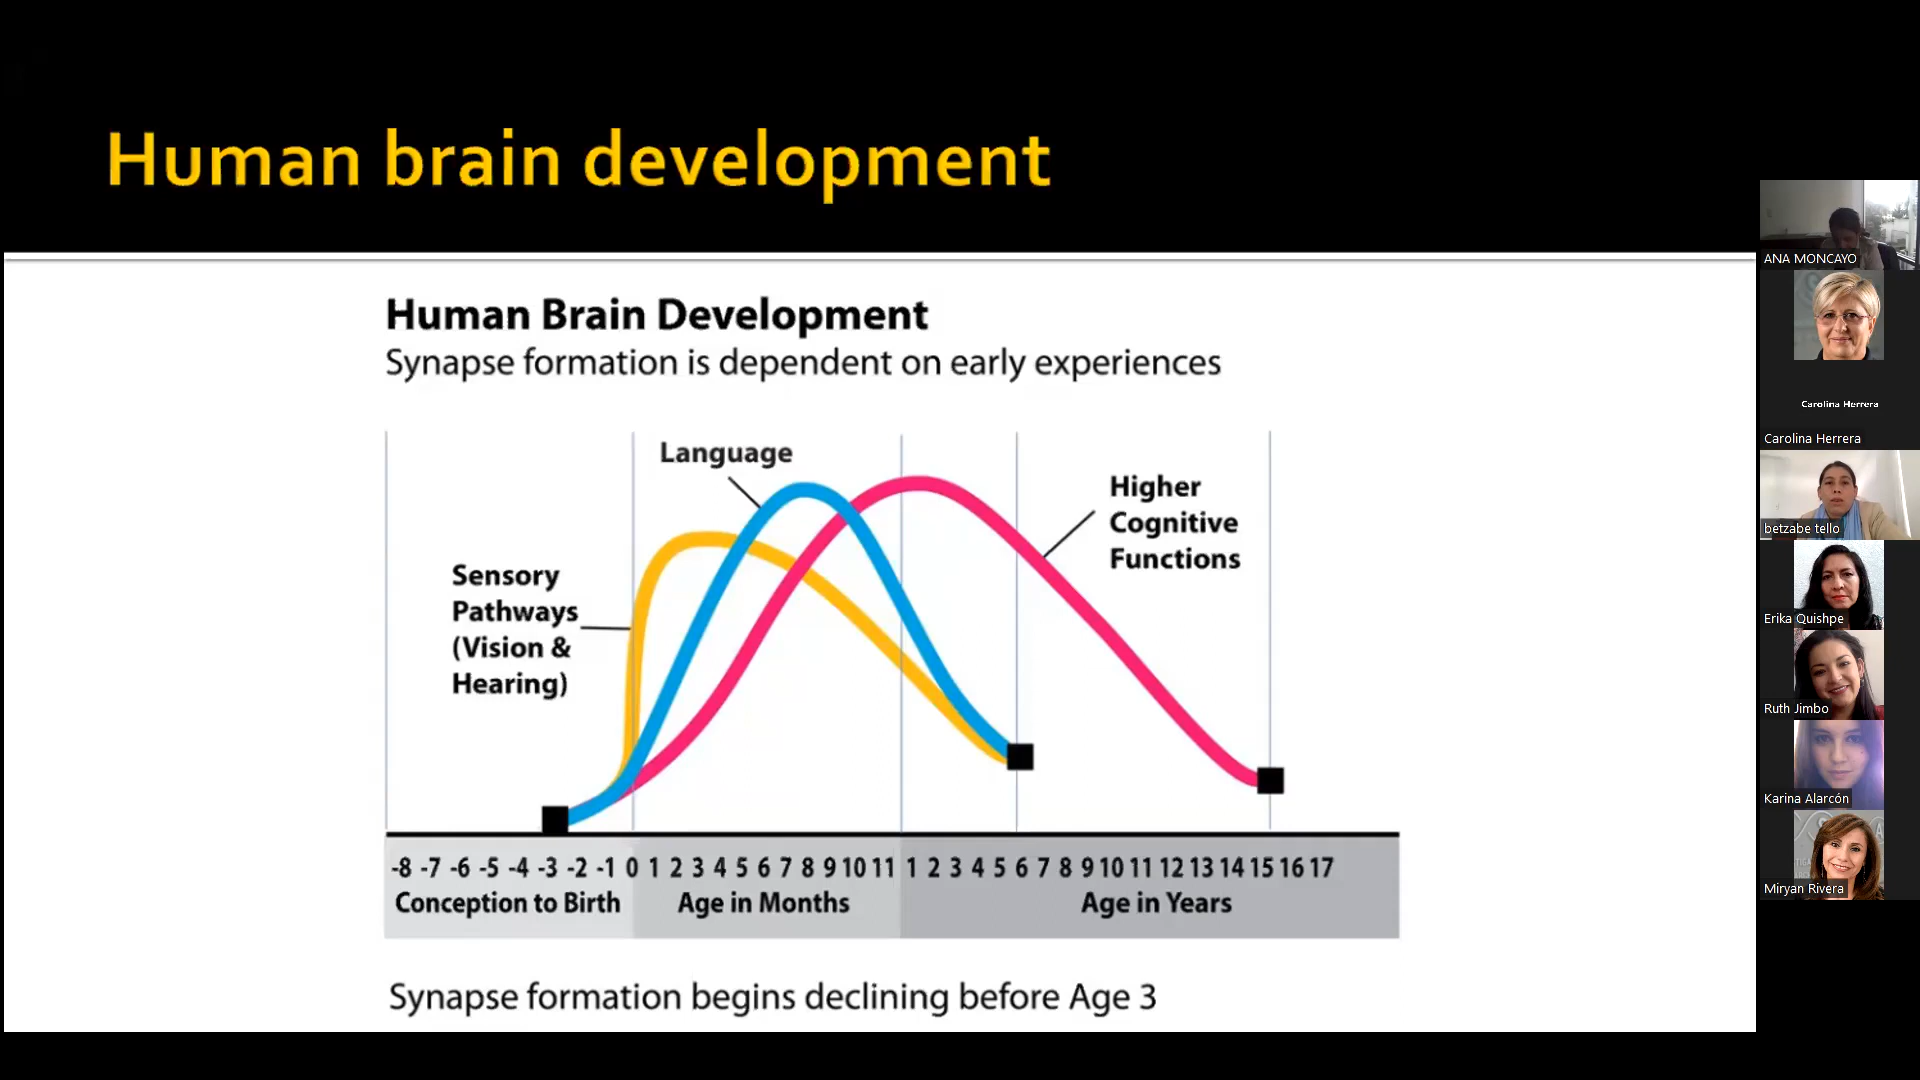 Human brain development
Human Brain Development
Synapse formation is dependent on early experiences
Language
Higher
Cognitive
Functions
Sensory
Pathways
(Vision &
Hearing)
-8 -7 -6 -5 -4 -3 -2 -1 0 1 2 3 4 5 6 7 8 9 10 11 1 2 3 4 5 6 7 8 9 10 11 12 13 14 15 16 17
Conception to Birth Age in Months Age in Years
Synapse formation begins declining before Age 3
ANA MONCAYO
Carolina Herrera
Carolina Herrera
betzabe tello
Erika Quishpe
Ruth Jimbo
Karina Alarcón
Miryan Rivera